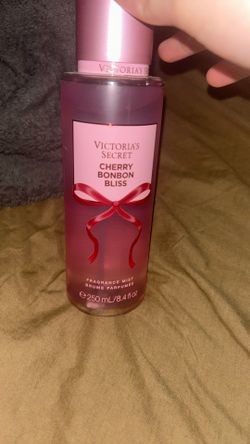 VICTORIA'S
VICTORIA'S
SECRET
CHERRY
BONBON
BLISS
FRAGRANCE MIST
BRUME PARFUMÉE
℮250 mL/8.4 fl oz